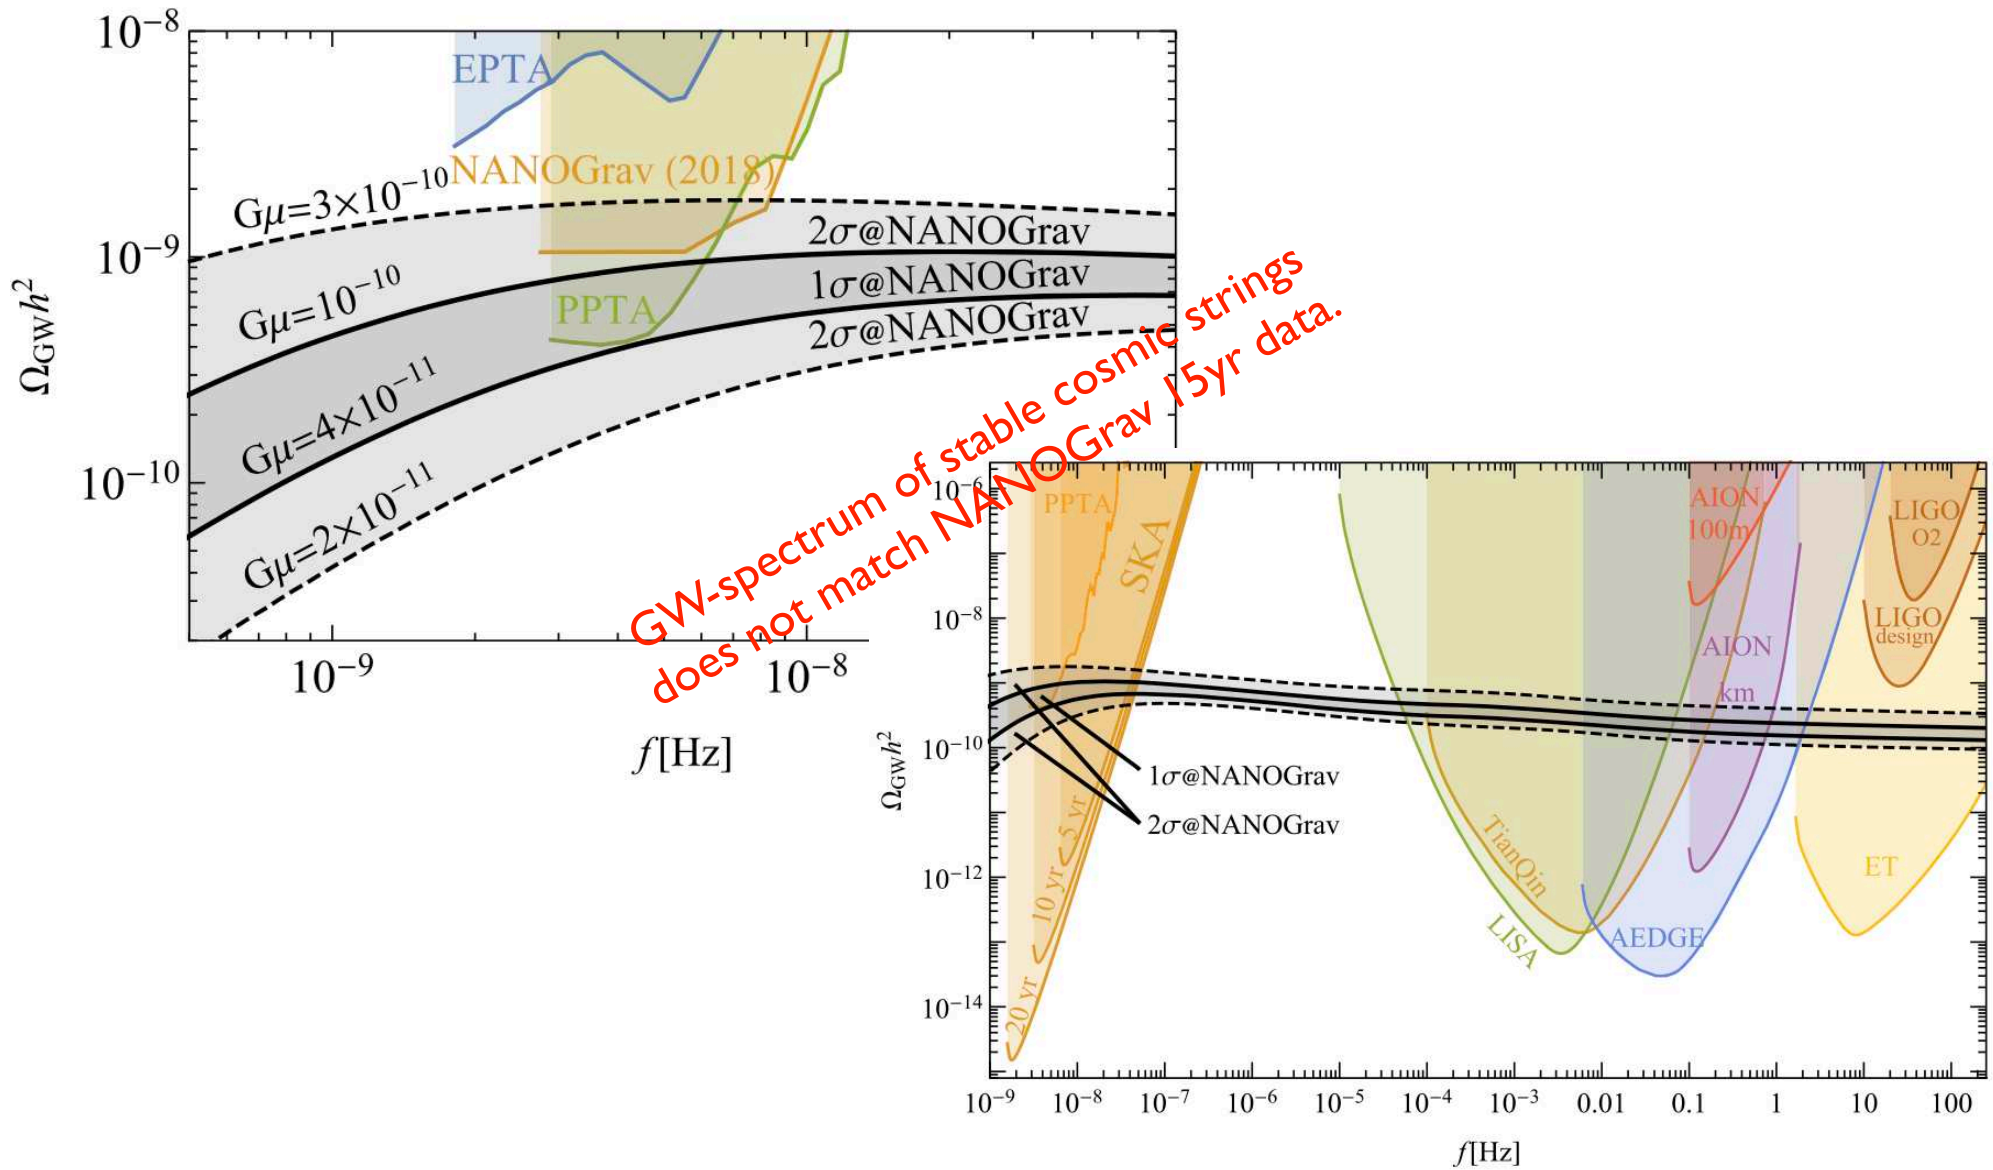 10⁻⁸
EPTA
NANOGrav (2018)
Gμ=3×10⁻¹⁰
2σ@NANOGrav
10⁻⁹
1σ@NANOGrav
Gμ=10⁻¹⁰
PPTA
2σ@NANOGrav
Ω_GW h²
Gμ=4×10⁻¹¹
10⁻¹⁰
Gμ=2×10⁻¹¹
10⁻⁹ 10⁻⁸
f[Hz]
GW-spectrum of stable cosmic strings
does not match NANOGrav 15yr data.
10⁻⁶
PPTA
SKA
AION
100m
LIGO
O2
10⁻⁸
LIGO
design
AION
km
Ω_GW h²
10⁻¹⁰
1σ@NANOGrav
2σ@NANOGrav
5 yr
10 yr
20 yr
TianQin
LISA
AEDGE
ET
10⁻¹²
10⁻¹⁴
10⁻⁹ 10⁻⁸ 10⁻⁷ 10⁻⁶ 10⁻⁵ 10⁻⁴ 10⁻³ 0.01 0.1 1 10 100
f[Hz]